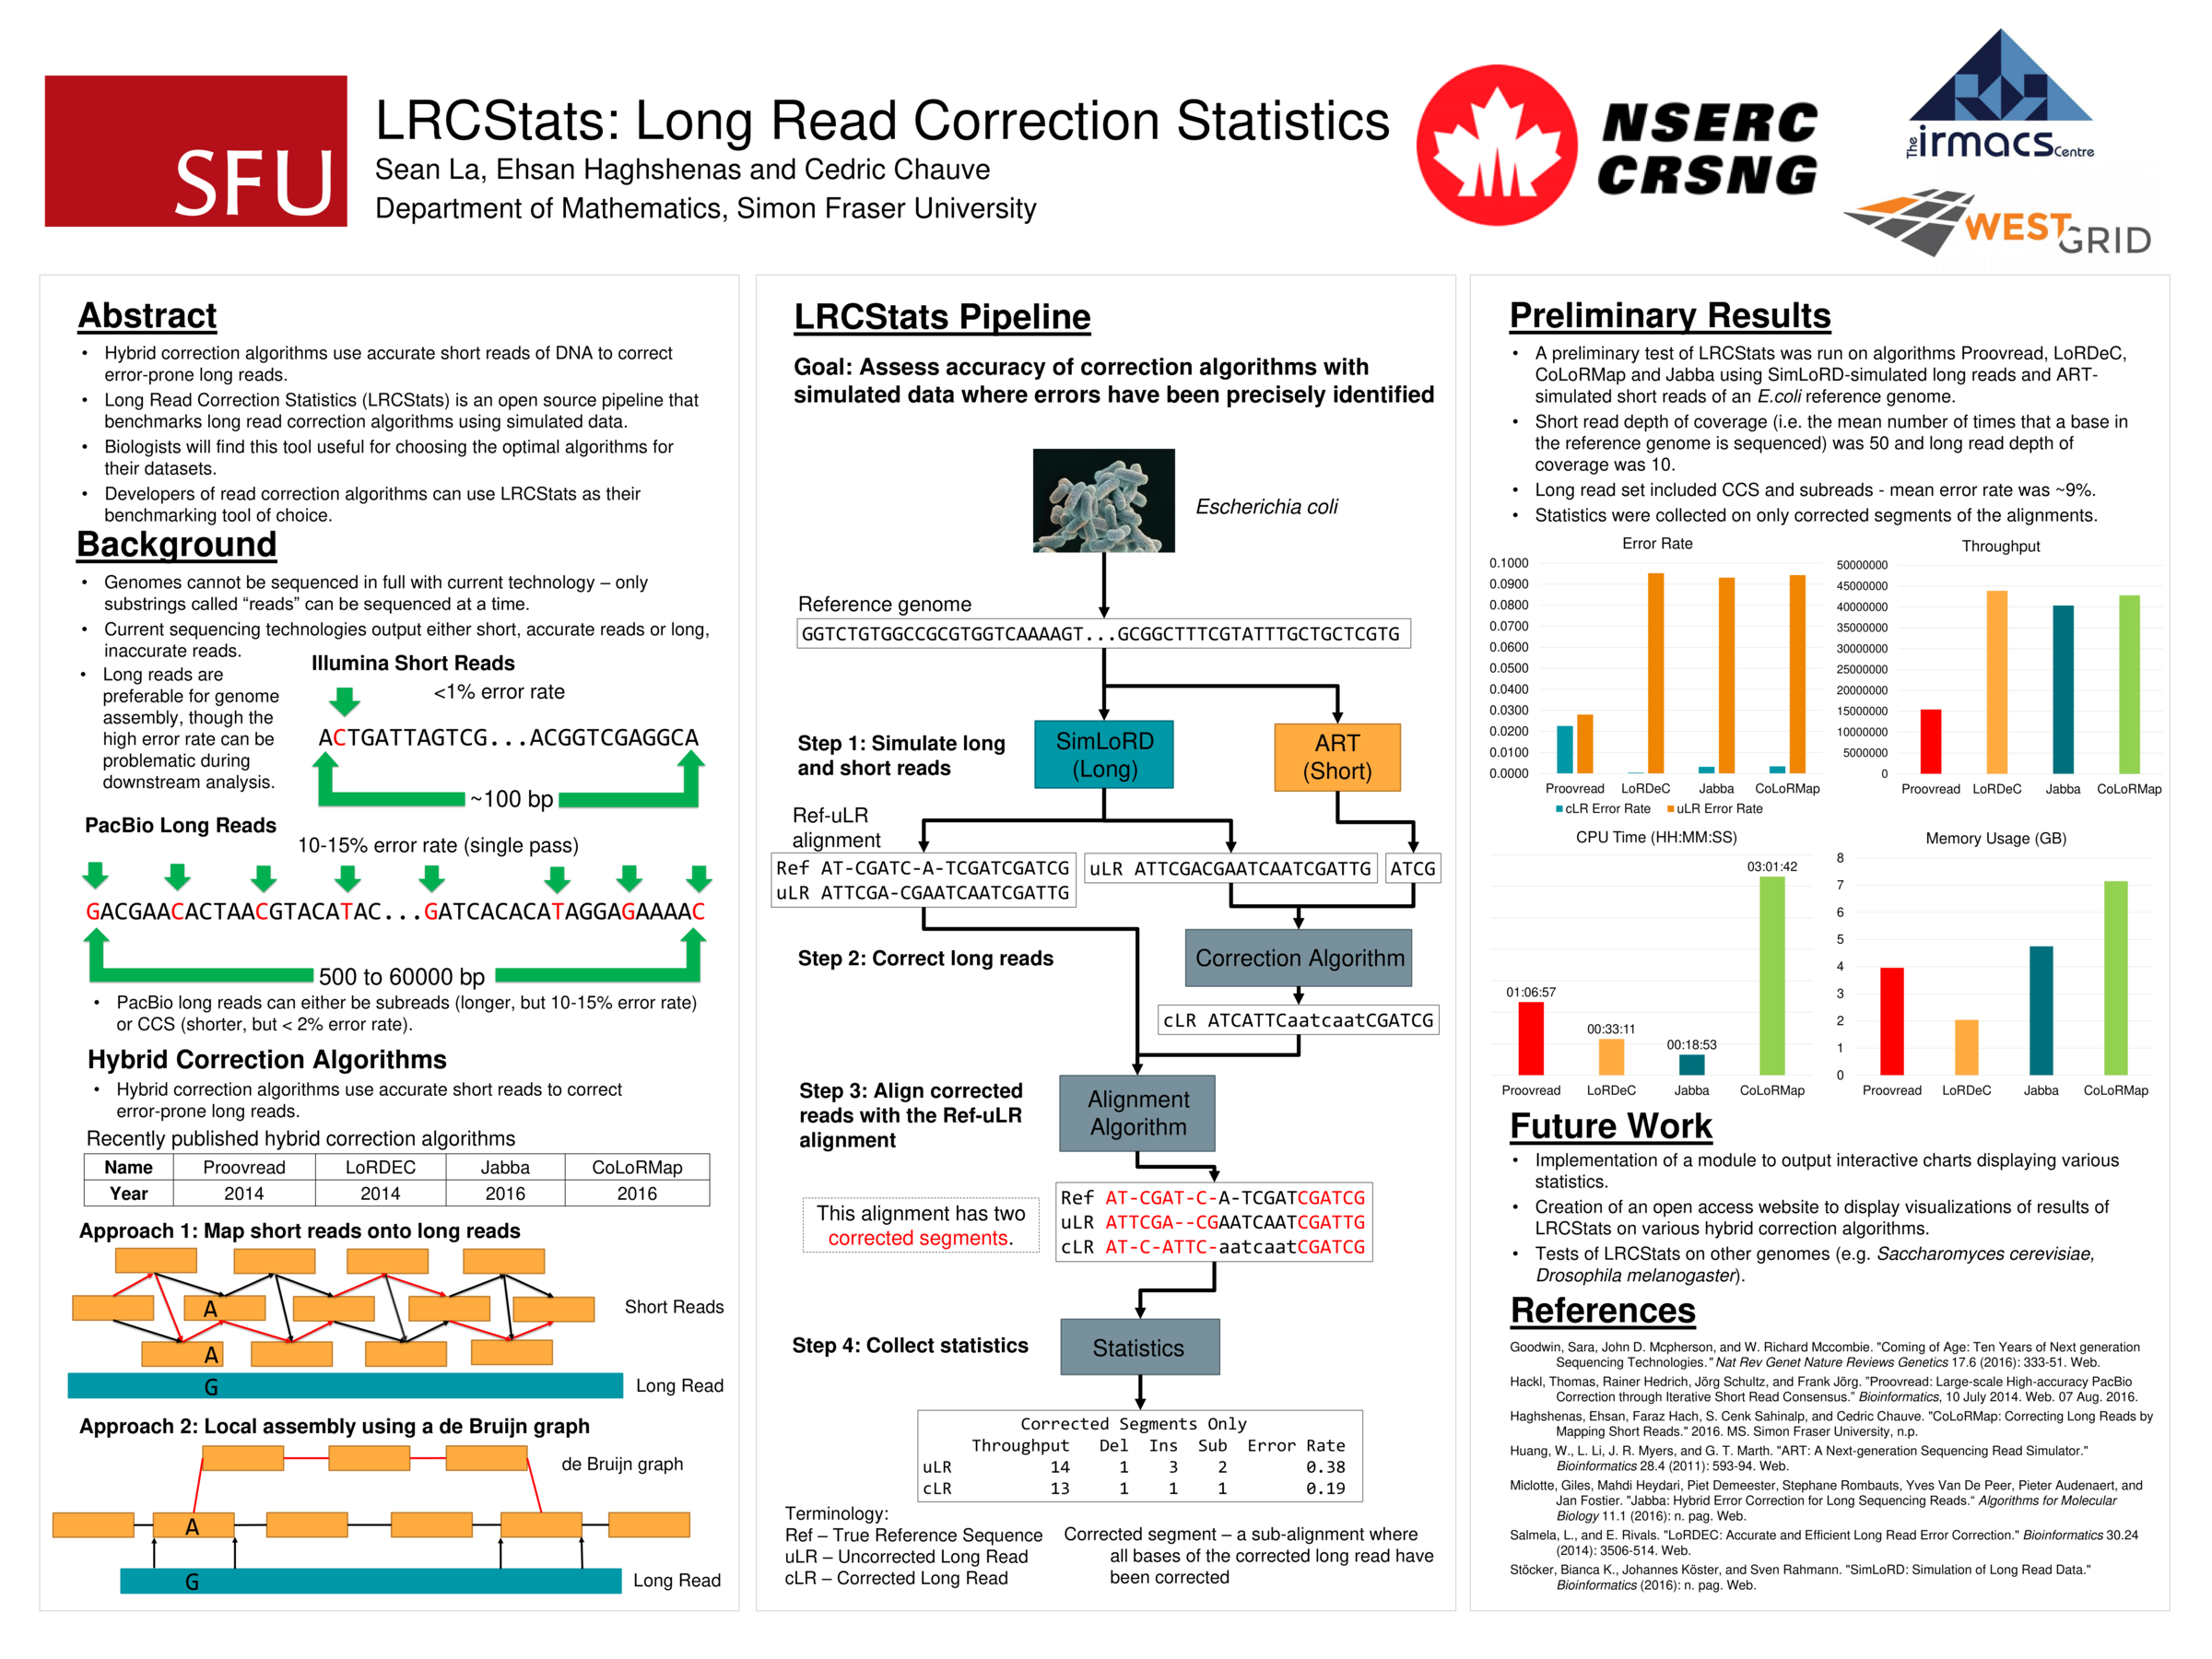 SFU
LRCStats: Long Read Correction Statistics
Sean La, Ehsan Haghshenas and Cedric Chauve
Department of Mathematics, Simon Fraser University
NSERC
CRSNG
The irmacs Centre
WESTGRID
Abstract
• Hybrid correction algorithms use accurate short reads of DNA to correct
error-prone long reads.
• Long Read Correction Statistics (LRCStats) is an open source pipeline that
benchmarks long read correction algorithms using simulated data.
• Biologists will find this tool useful for choosing the optimal algorithms for
their datasets.
• Developers of read correction algorithms can use LRCStats as their
benchmarking tool of choice.
Background
• Genomes cannot be sequenced in full with current technology – only
substrings called “reads” can be sequenced at a time.
• Current sequencing technologies output either short, accurate reads or long,
inaccurate reads.
• Long reads are
preferable for genome
assembly, though the
high error rate can be
problematic during
downstream analysis.
Illumina Short Reads
<1% error rate
ACTGATTAGTCG...ACGGTCGAGGCA
~100 bp
PacBio Long Reads
10-15% error rate (single pass)
GACGAACACTAACGTACATAC...GATCACACATAGGAGAAAAC
500 to 60000 bp
• PacBio long reads can either be subreads (longer, but 10-15% error rate)
or CCS (shorter, but < 2% error rate).
Hybrid Correction Algorithms
• Hybrid correction algorithms use accurate short reads to correct
error-prone long reads.
Recently published hybrid correction algorithms
Name Proovread LoRDEC Jabba CoLoRMap
Year 2014 2014 2016 2016
Approach 1: Map short reads onto long reads
A
Short Reads
A
G
Long Read
Approach 2: Local assembly using a de Bruijn graph
de Bruijn graph
A
G
Long Read
LRCStats Pipeline
Goal: Assess accuracy of correction algorithms with
simulated data where errors have been precisely identified
Escherichia coli
Reference genome
GGTCTGTGGCCGCGTGGTCAAAAGT...GCGGCTTTCGTATTTGCTGCTCGTG
Step 1: Simulate long
and short reads
SimLoRD
(Long)
ART
(Short)
Ref-uLR
alignment
Ref AT-CGATC-A-TCGATCGATCG
uLR ATTCGA-CGAATCAATCGATTG
uLR ATTCGACGAATCAATCGATTG
ATCG
Step 2: Correct long reads
Correction Algorithm
cLR ATCATTCaatcaatCGATCG
Step 3: Align corrected
reads with the Ref-uLR
alignment
Alignment
Algorithm
This alignment has two
corrected segments.
Ref AT-CGAT-C-A-TCGATCGATCG
uLR ATTCGA--CGAATCAATCGATTG
cLR AT-C-ATTC-aatcaatCGATCG
Step 4: Collect statistics
Statistics
Corrected Segments Only
Throughput Del Ins Sub Error Rate
uLR 14 1 3 2 0.38
cLR 13 1 1 1 0.19
Terminology:
Ref – True Reference Sequence
uLR – Uncorrected Long Read
cLR – Corrected Long Read
Corrected segment – a sub-alignment where
all bases of the corrected long read have
been corrected
Preliminary Results
• A preliminary test of LRCStats was run on algorithms Proovread, LoRDeC,
CoLoRMap and Jabba using SimLoRD-simulated long reads and ART-
simulated short reads of an E.coli reference genome.
• Short read depth of coverage (i.e. the mean number of times that a base in
the reference genome is sequenced) was 50 and long read depth of
coverage was 10.
• Long read set included CCS and subreads - mean error rate was ~9%.
• Statistics were collected on only corrected segments of the alignments.
Error Rate
0.1000
0.0900
0.0800
0.0700
0.0600
0.0500
0.0400
0.0300
0.0200
0.0100
0.0000
Proovread LoRDeC Jabba CoLoRMap
cLR Error Rate uLR Error Rate
Throughput
50000000
45000000
40000000
35000000
30000000
25000000
20000000
15000000
10000000
5000000
0
Proovread LoRDeC Jabba CoLoRMap
CPU Time (HH:MM:SS)
03:01:42
01:06:57
00:33:11
00:18:53
Proovread LoRDeC Jabba CoLoRMap
Memory Usage (GB)
8
7
6
5
4
3
2
1
0
Proovread LoRDeC Jabba CoLoRMap
Future Work
• Implementation of a module to output interactive charts displaying various
statistics.
• Creation of an open access website to display visualizations of results of
LRCStats on various hybrid correction algorithms.
• Tests of LRCStats on other genomes (e.g. Saccharomyces cerevisiae,
Drosophila melanogaster).
References
Goodwin, Sara, John D. Mcpherson, and W. Richard Mccombie. "Coming of Age: Ten Years of Next generation
Sequencing Technologies." Nat Rev Genet Nature Reviews Genetics 17.6 (2016): 333-51. Web.
Hackl, Thomas, Rainer Hedrich, Jörg Schultz, and Frank Jörg. "Proovread: Large-scale High-accuracy PacBio
Correction through Iterative Short Read Consensus." Bioinformatics, 10 July 2014. Web. 07 Aug. 2016.
Haghshenas, Ehsan, Faraz Hach, S. Cenk Sahinalp, and Cedric Chauve. "CoLoRMap: Correcting Long Reads by
Mapping Short Reads." 2016. MS. Simon Fraser University, n.p.
Huang, W., L. Li, J. R. Myers, and G. T. Marth. "ART: A Next-generation Sequencing Read Simulator."
Bioinformatics 28.4 (2011): 593-94. Web.
Miclotte, Giles, Mahdi Heydari, Piet Demeester, Stephane Rombauts, Yves Van De Peer, Pieter Audenaert, and
Jan Fostier. "Jabba: Hybrid Error Correction for Long Sequencing Reads." Algorithms for Molecular
Biology 11.1 (2016): n. pag. Web.
Salmela, L., and E. Rivals. "LoRDEC: Accurate and Efficient Long Read Error Correction." Bioinformatics 30.24
(2014): 3506-514. Web.
Stöcker, Bianca K., Johannes Köster, and Sven Rahmann. "SimLoRD: Simulation of Long Read Data."
Bioinformatics (2016): n. pag. Web.